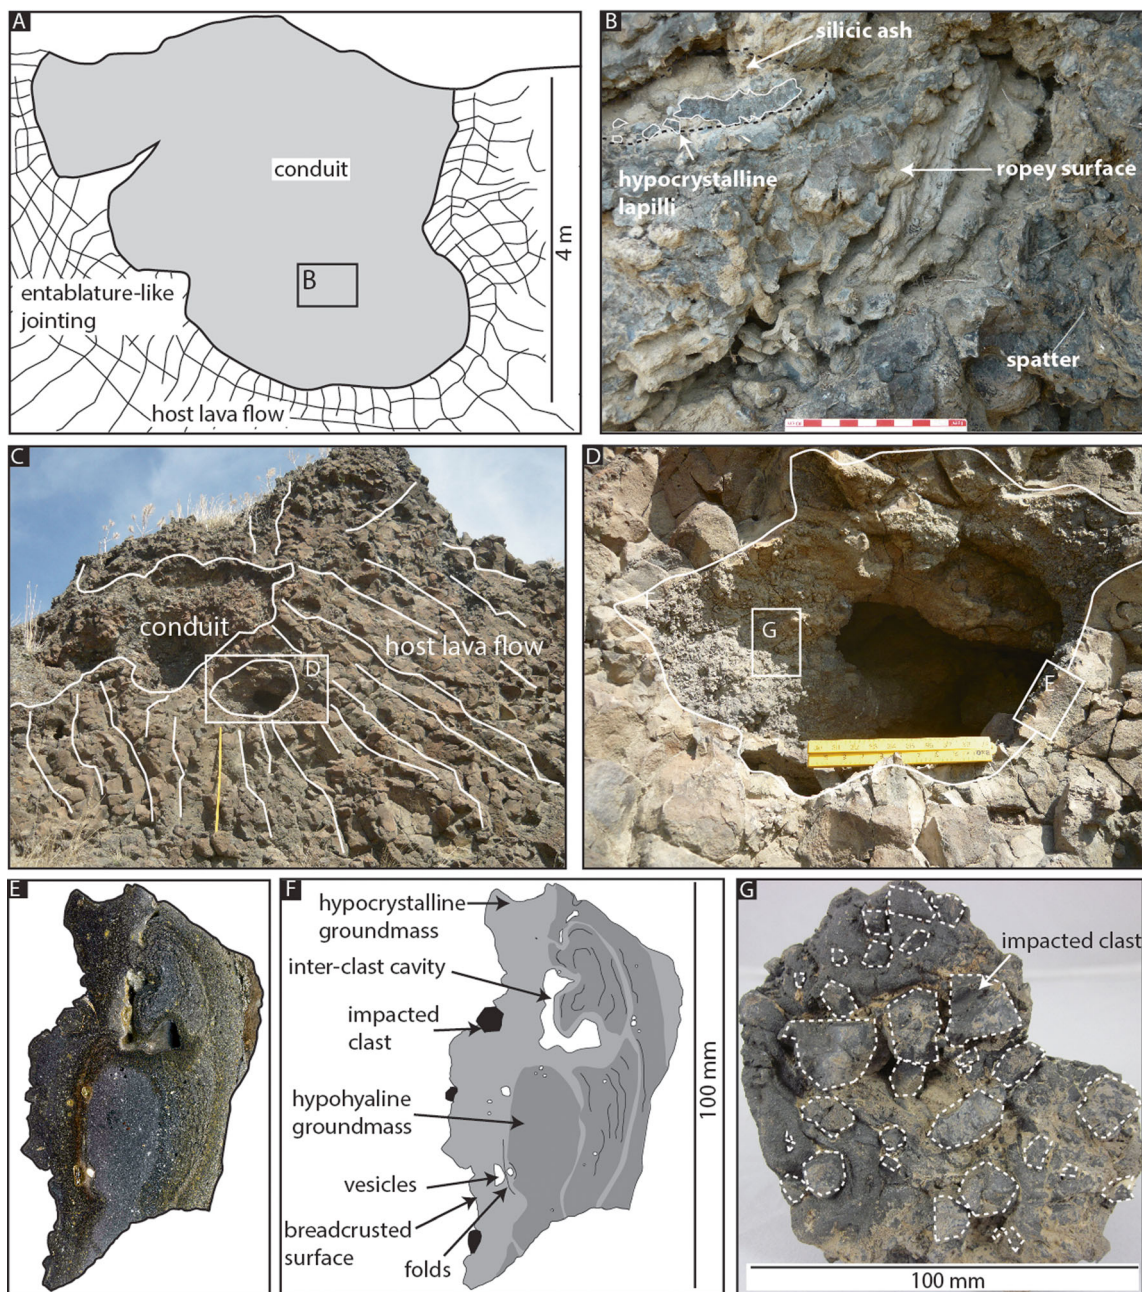 A
conduit
4 m
B
entablature-like
jointing
host lava flow
B
silicic ash
ropey surface
hypocrystalline
lapilli
spatter
C
conduit
host lava flow
D
D
G
F
E
F
hypocrystalline
groundmass
inter-clast cavity
impacted
clast
100 mm
hypohyaline
groundmass
vesicles
breadcrusted
surface
folds
G
impacted clast
100 mm